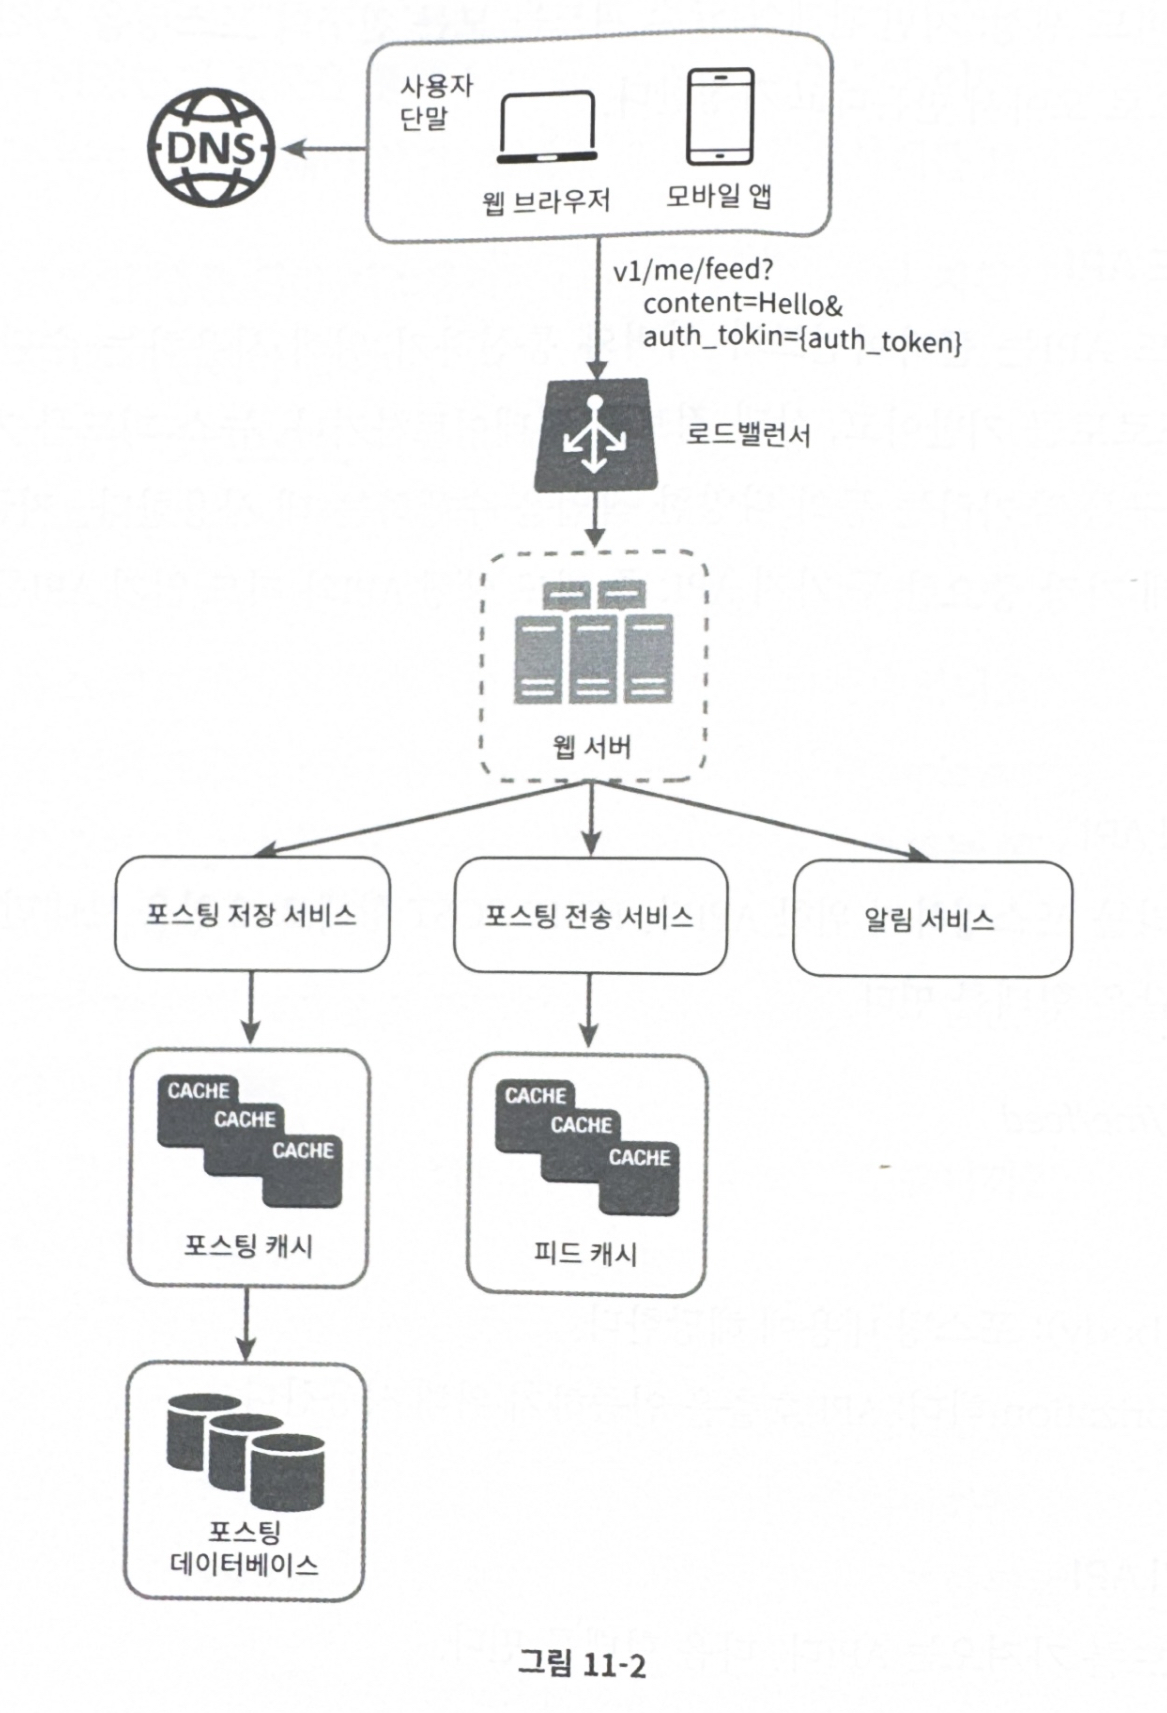 사용자
단말
DNS
웹 브라우저
모바일 앱
v1/me/feed?
content=Hello&
auth_tokin={auth_token}
로드밸런서
웹 서버
포스팅 저장 서비스
포스팅 전송 서비스
알림 서비스
CACHE
CACHE
CACHE
포스팅 캐시
CACHE
CACHE
CACHE
피드 캐시
포스팅
데이터베이스
그림 11-2